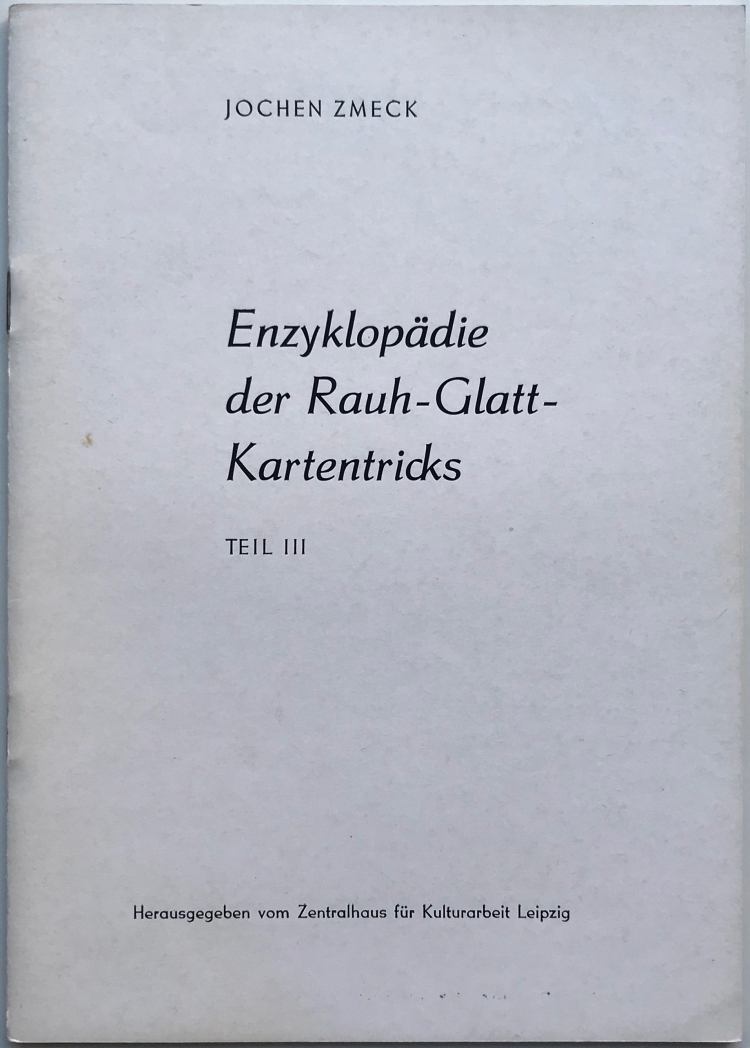 JOCHEN ZMECK
Enzyklopädie
der Rauh-Glatt-
Kartentricks
TEIL III
Herausgegeben vom Zentralhaus für Kulturarbeit Leipzig